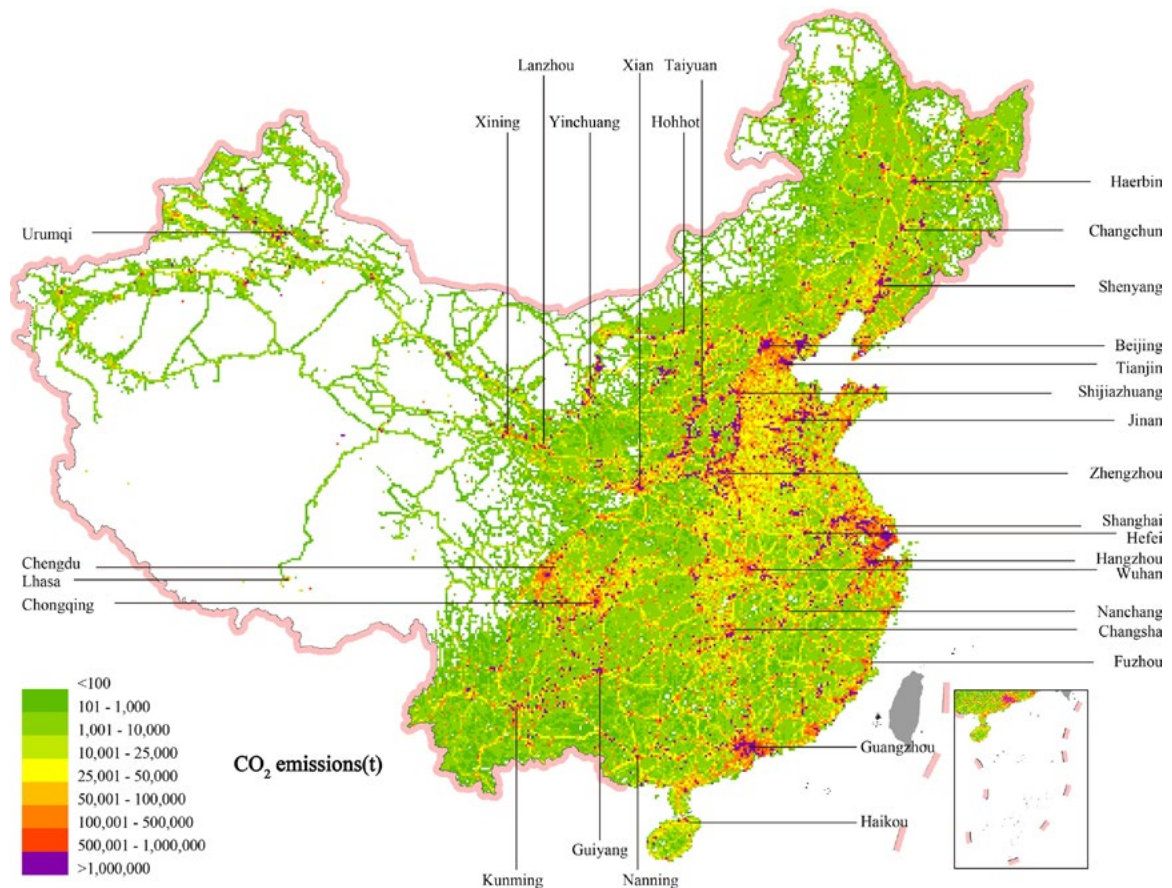 Lanzhou
Xian
Taiyuan
Xining
Yinchuang
Hohhot
Haerbin
Urumqi
Changchun
Shenyang
Beijing
Tianjin
Shijiazhuang
Jinan
Zhengzhou
Shanghai
Hefei
Chengdu
Hangzhou
Lhasa
Wuhan
Chongqing
Nanchang
Changsha
Fuzhou
<100
101 - 1,000
1,001 - 10,000
10,001 - 25,000
25,001 - 50,000
50,001 - 100,000
100,001 - 500,000
500,001 - 1,000,000
>1,000,000
CO₂ emissions(t)
Guangzhou
Haikou
Guiyang
Kunming
Nanning